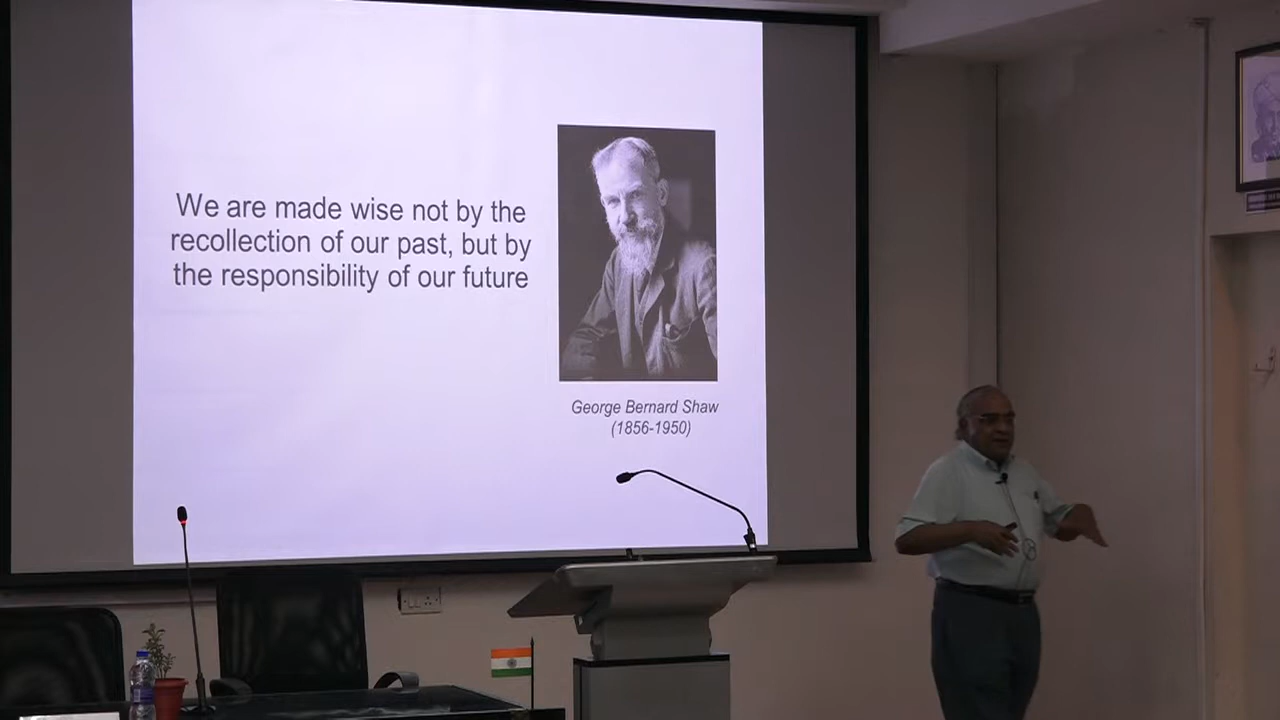 We are made wise not by the
recollection of our past, but by
the responsibility of our future
George Bernard Shaw
(1856-1950)